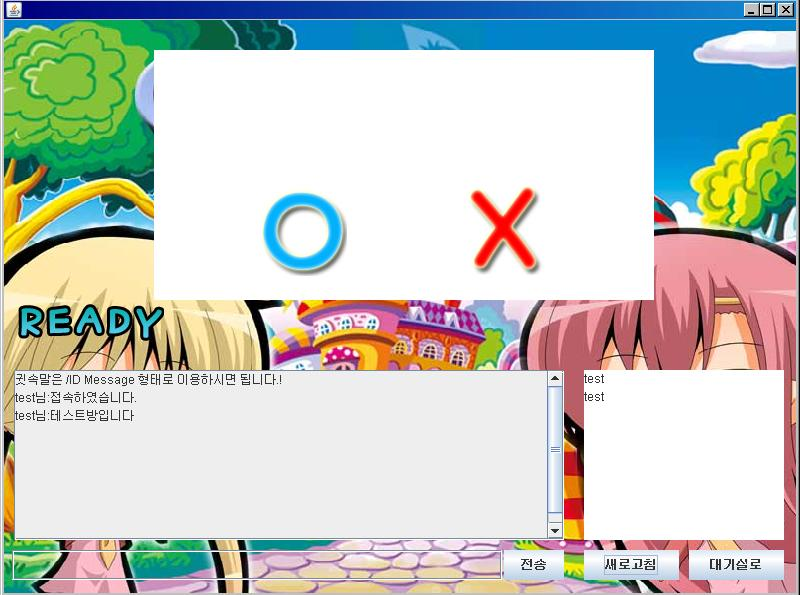 O X
READY
귓속말은 /ID Message 형태로 이용하시면 됩니다.!
test님:접속하였습니다.
test님:테스트방입니다
test
test
전송 새로고침 대기실로